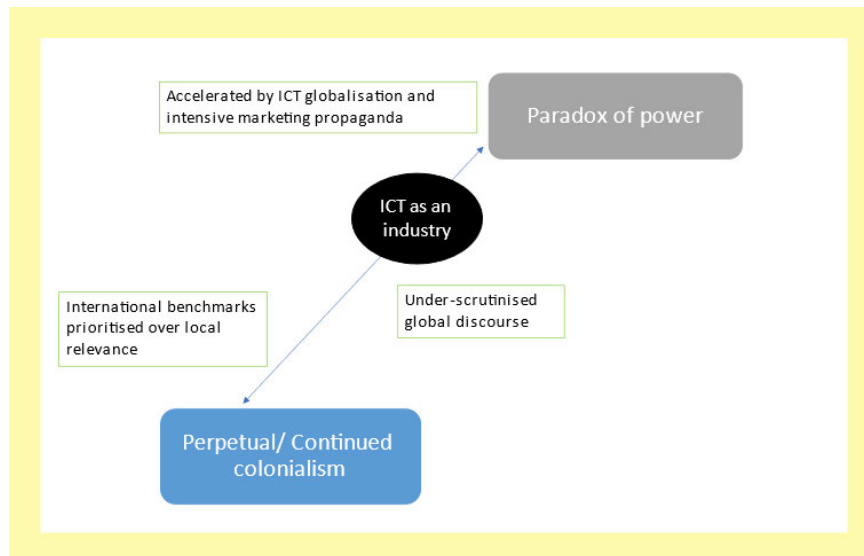 Accelerated by ICT globalisation and
intensive marketing propaganda
Paradox of power
ICT as an
industry
International benchmarks
prioritised over local
relevance
Under-scrutinised
global discourse
Perpetual/ Continued
colonialism